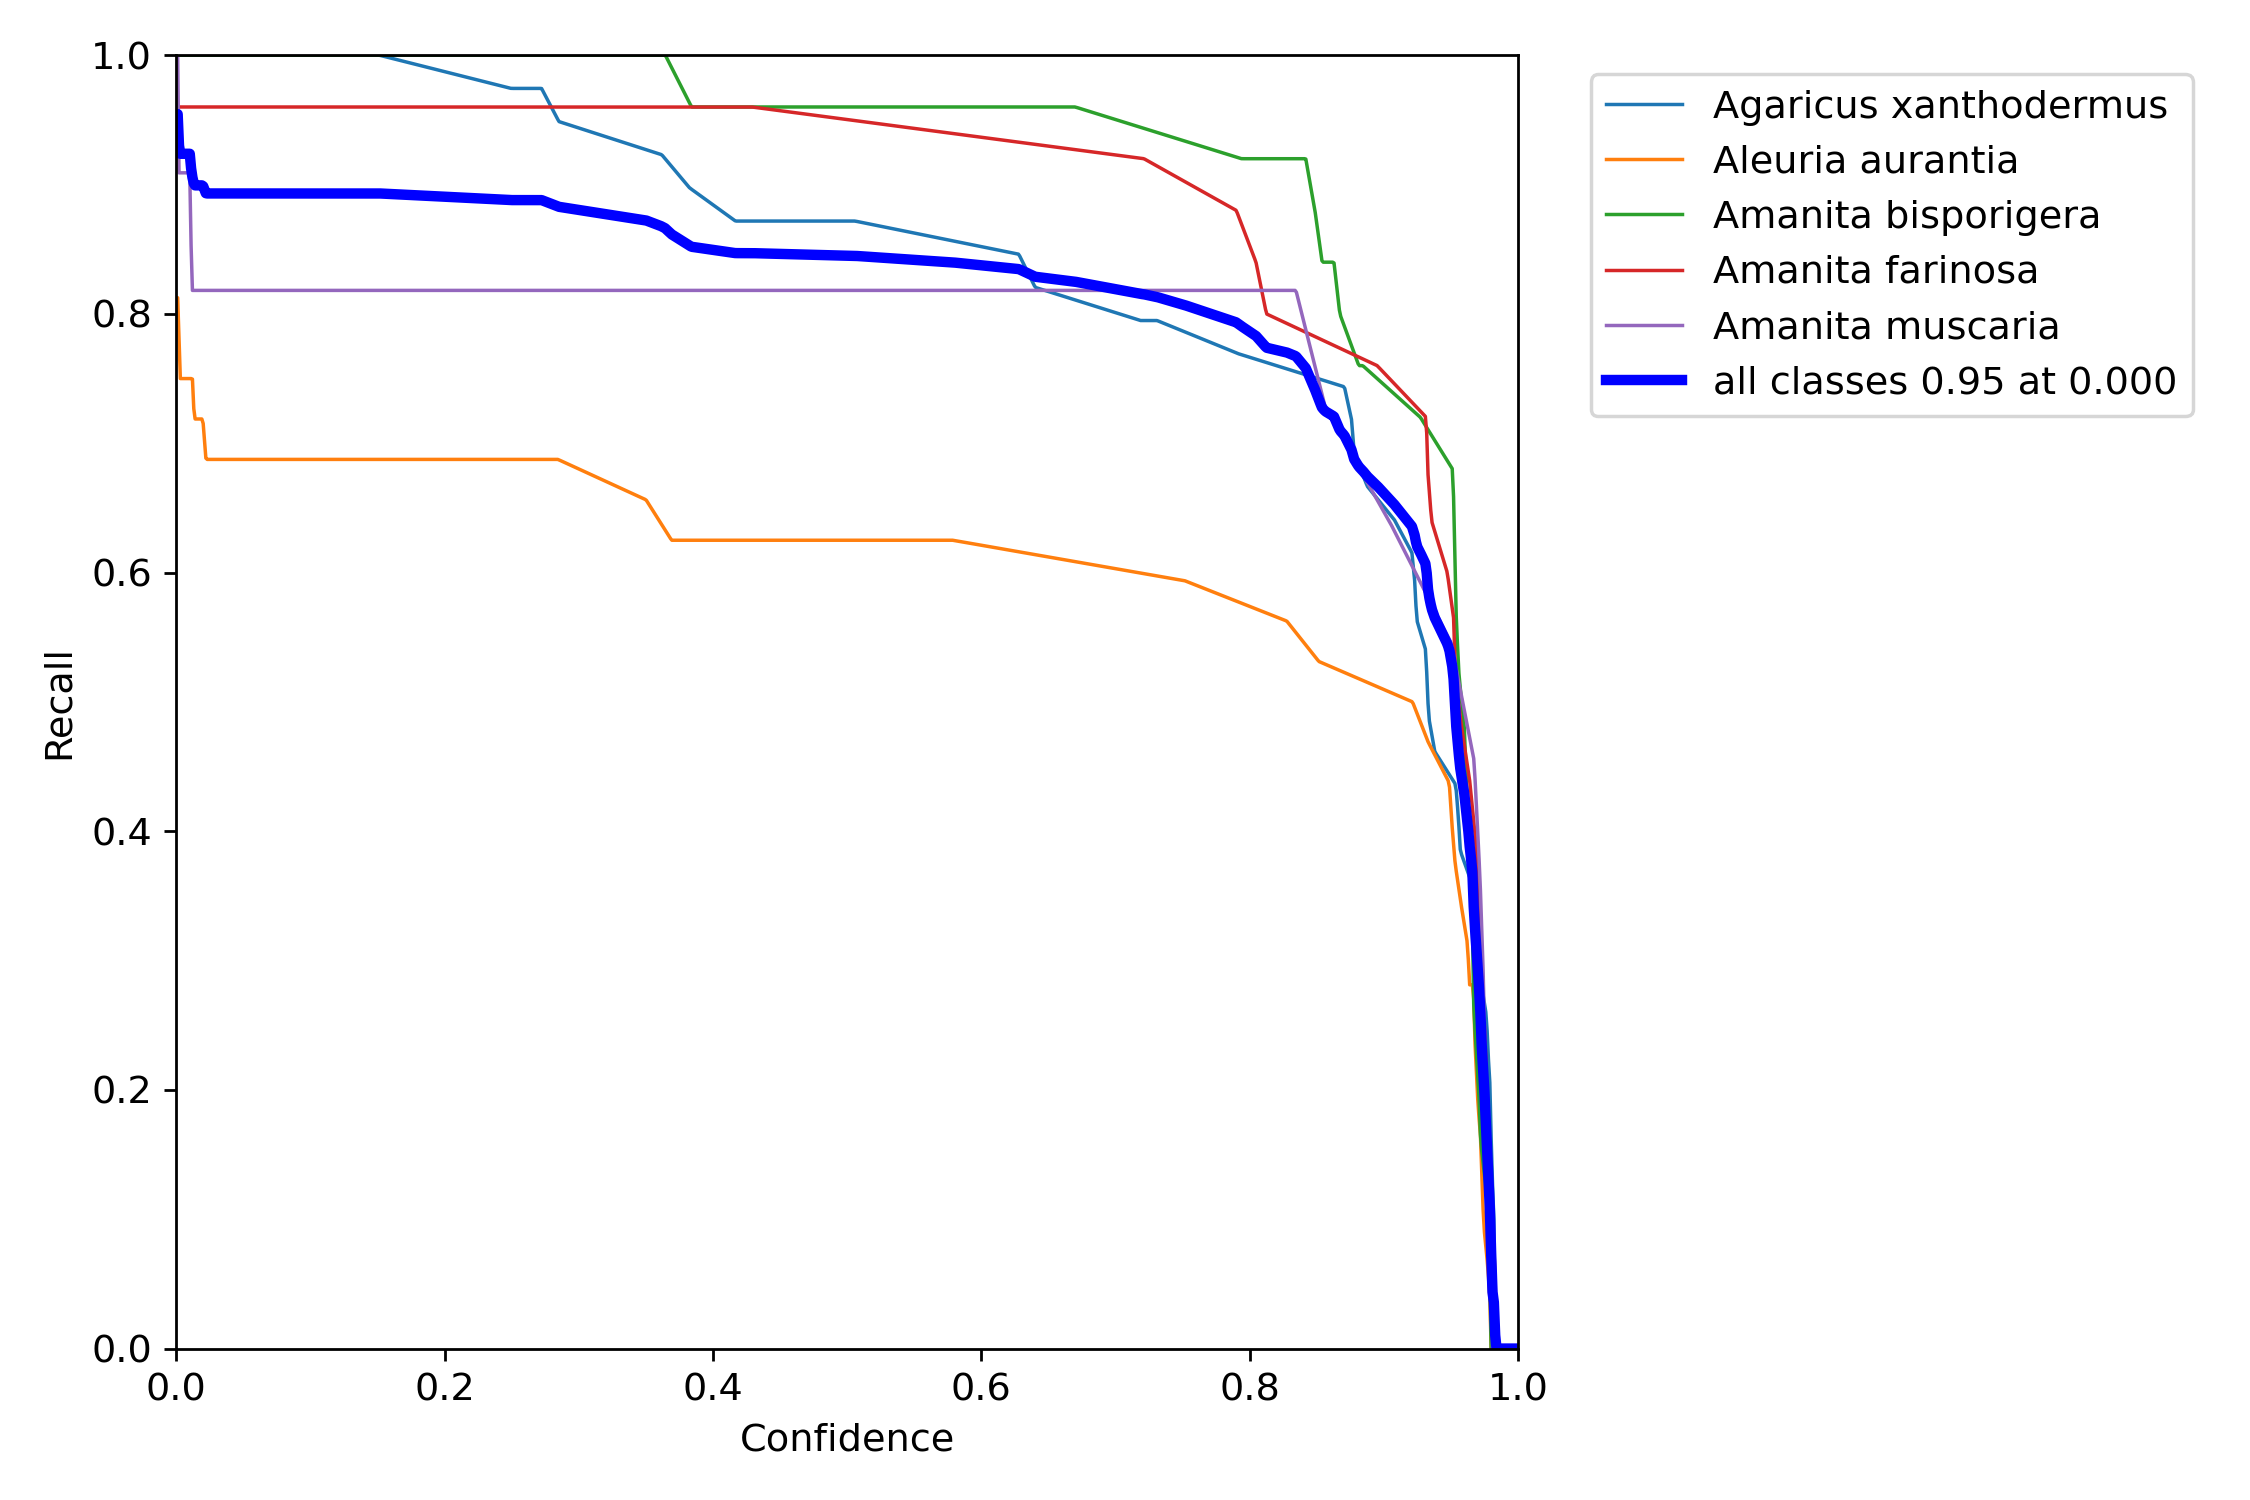 1.0
0.8
0.6
0.4
0.2
0.0
Recall
0.0 0.2 0.4 0.6 0.8 1.0
Confidence
Agaricus xanthodermus
Aleuria aurantia
Amanita bisporigera
Amanita farinosa
Amanita muscaria
all classes 0.95 at 0.000